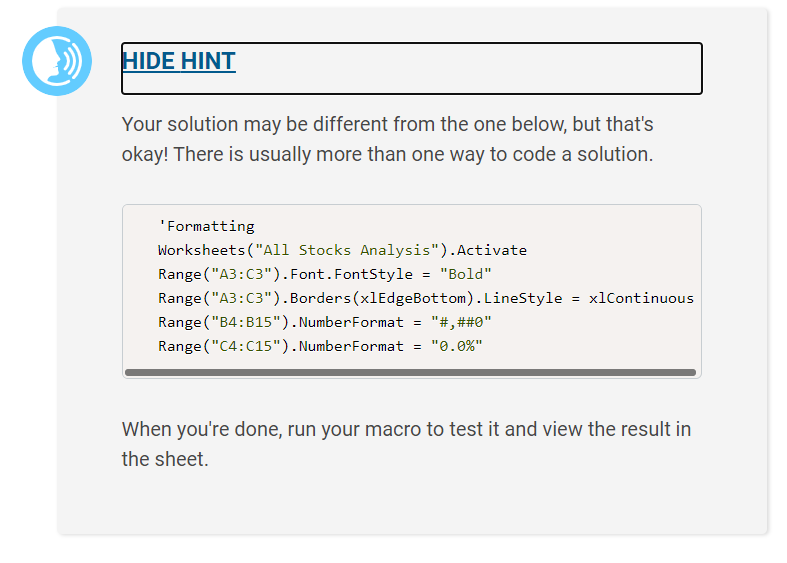 HIDE HINT
Your solution may be different from the one below, but that's
okay! There is usually more than one way to code a solution.
'Formatting
Worksheets("All Stocks Analysis").Activate
Range("A3:C3").Font.FontStyle = "Bold"
Range("A3:C3").Borders(xlEdgeBottom).LineStyle = xlContinuous
Range("B4:B15").NumberFormat = "#,##0"
Range("C4:C15").NumberFormat = "0.0%"
When you're done, run your macro to test it and view the result in
the sheet.